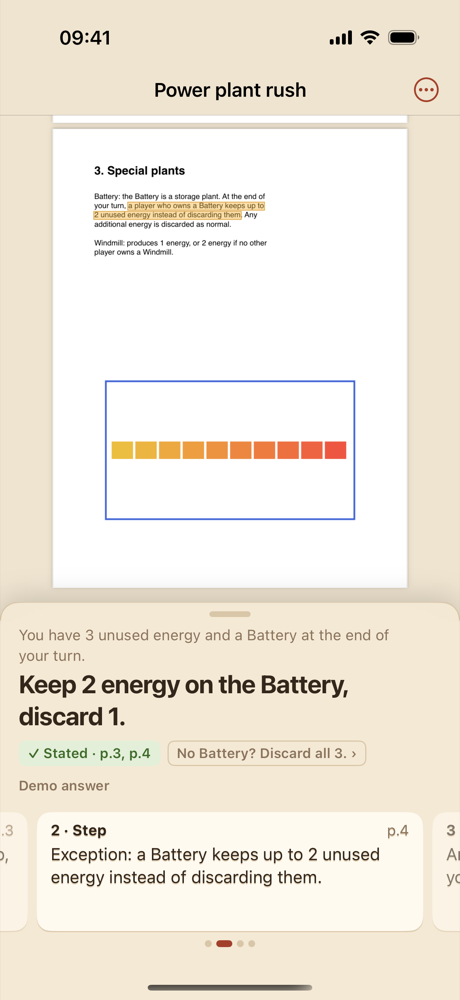 09:41
Power plant rush
3. Special plants
Battery: the Battery is a storage plant. At the end of
your turn, a player who owns a Battery keeps up to
2 unused energy instead of discarding them. Any
additional energy is discarded as normal.
Windmill: produces 1 energy, or 2 energy if no other
player owns a Windmill.
You have 3 unused energy and a Battery at the end of
your turn.
Keep 2 energy on the Battery,
discard 1.
✓ Stated · p.3, p.4
No Battery? Discard all 3. ›
Demo answer
.3
2 · Step
p.4
3
Exception: a Battery keeps up to 2 unused
energy instead of discarding them.